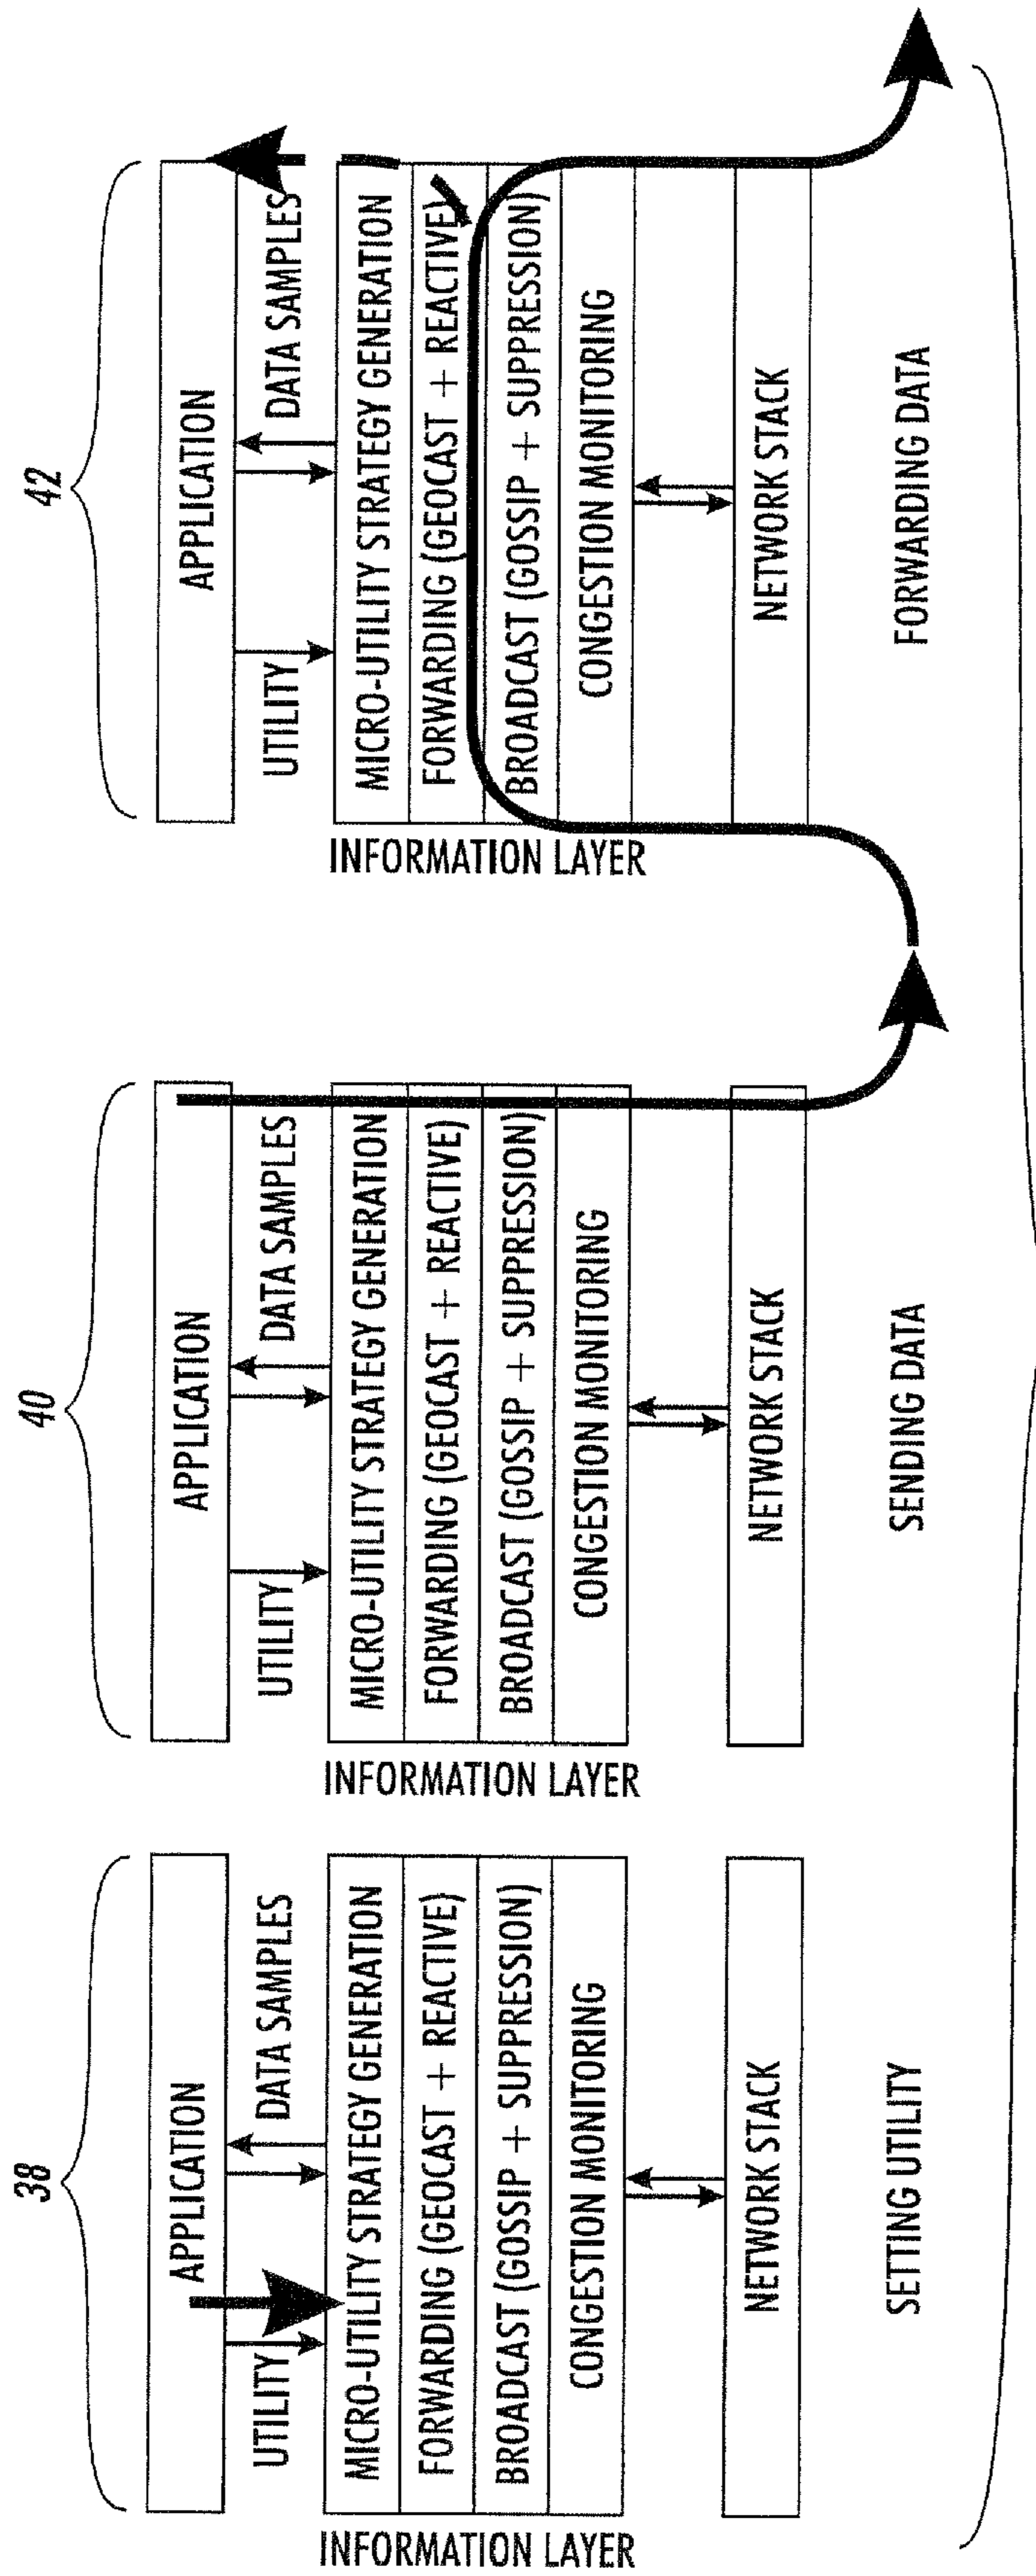 38
APPLICATION
UTILITY
DATA SAMPLES
INFORMATION LAYER
MICRO-UTILITY STRATEGY GENERATION
FORWARDING (GEOCAST + REACTIVE)
BROADCAST (GOSSIP + SUPPRESSION)
CONGESTION MONITORING
NETWORK STACK
SETTING UTILITY
40
APPLICATION
UTILITY
DATA SAMPLES
INFORMATION LAYER
MICRO-UTILITY STRATEGY GENERATION
FORWARDING (GEOCAST + REACTIVE)
BROADCAST (GOSSIP + SUPPRESSION)
CONGESTION MONITORING
NETWORK STACK
SENDING DATA
42
APPLICATION
UTILITY
DATA SAMPLES
INFORMATION LAYER
MICRO-UTILITY STRATEGY GENERATION
FORWARDING (GEOCAST + REACTIVE)
BROADCAST (GOSSIP + SUPPRESSION)
CONGESTION MONITORING
NETWORK STACK
FORWARDING DATA